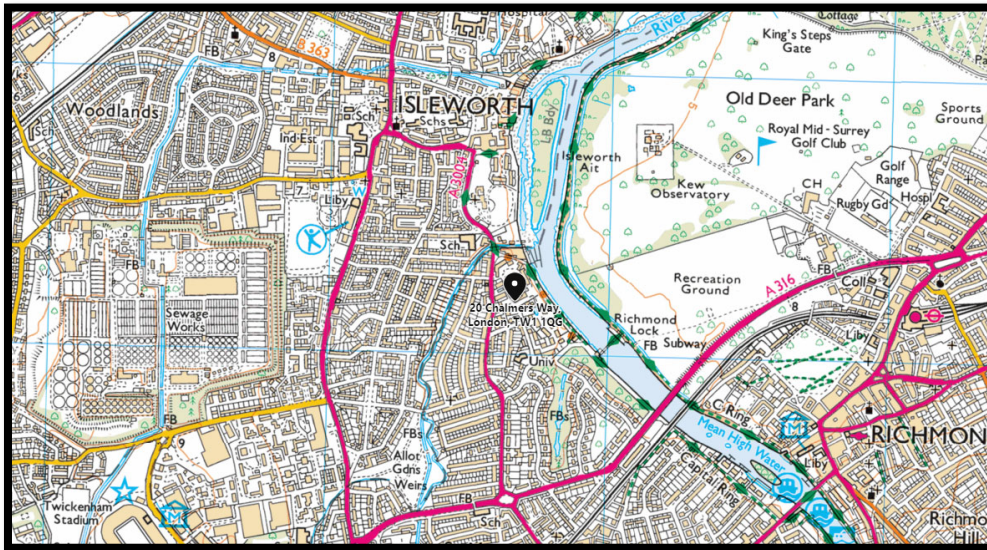 Cottage
Hospital
River
King's Steps
Gate
FB
B 363
8
Woodlands
ISLEWORTH
Old Deer Park
Sports
Ground
Sch
Sch
Schs
Ind Est
Royal Mid - Surrey
Golf Club
5
LB Bdy
Isleworth
Ait
Kew
Observatory
A 3004
Golf
Range
CH
Rugby Gd
Hospl
7
W
Liby
Sch
FB
Sewage
Works
20 Chalmers Way,
London, TW1 1QG
Recreation
Ground
A 316
FB
Coll
8
Richmond
Lock
FB
Subway
Liby
Univ
FBs
FB
9
FBs
C Ring
Mean High Water
Capital Ring
M
Liby
RICHMON
Allot
Gdns
Weirs
FB
Sch
Twickenham
Stadium
M
Richmo
Hill